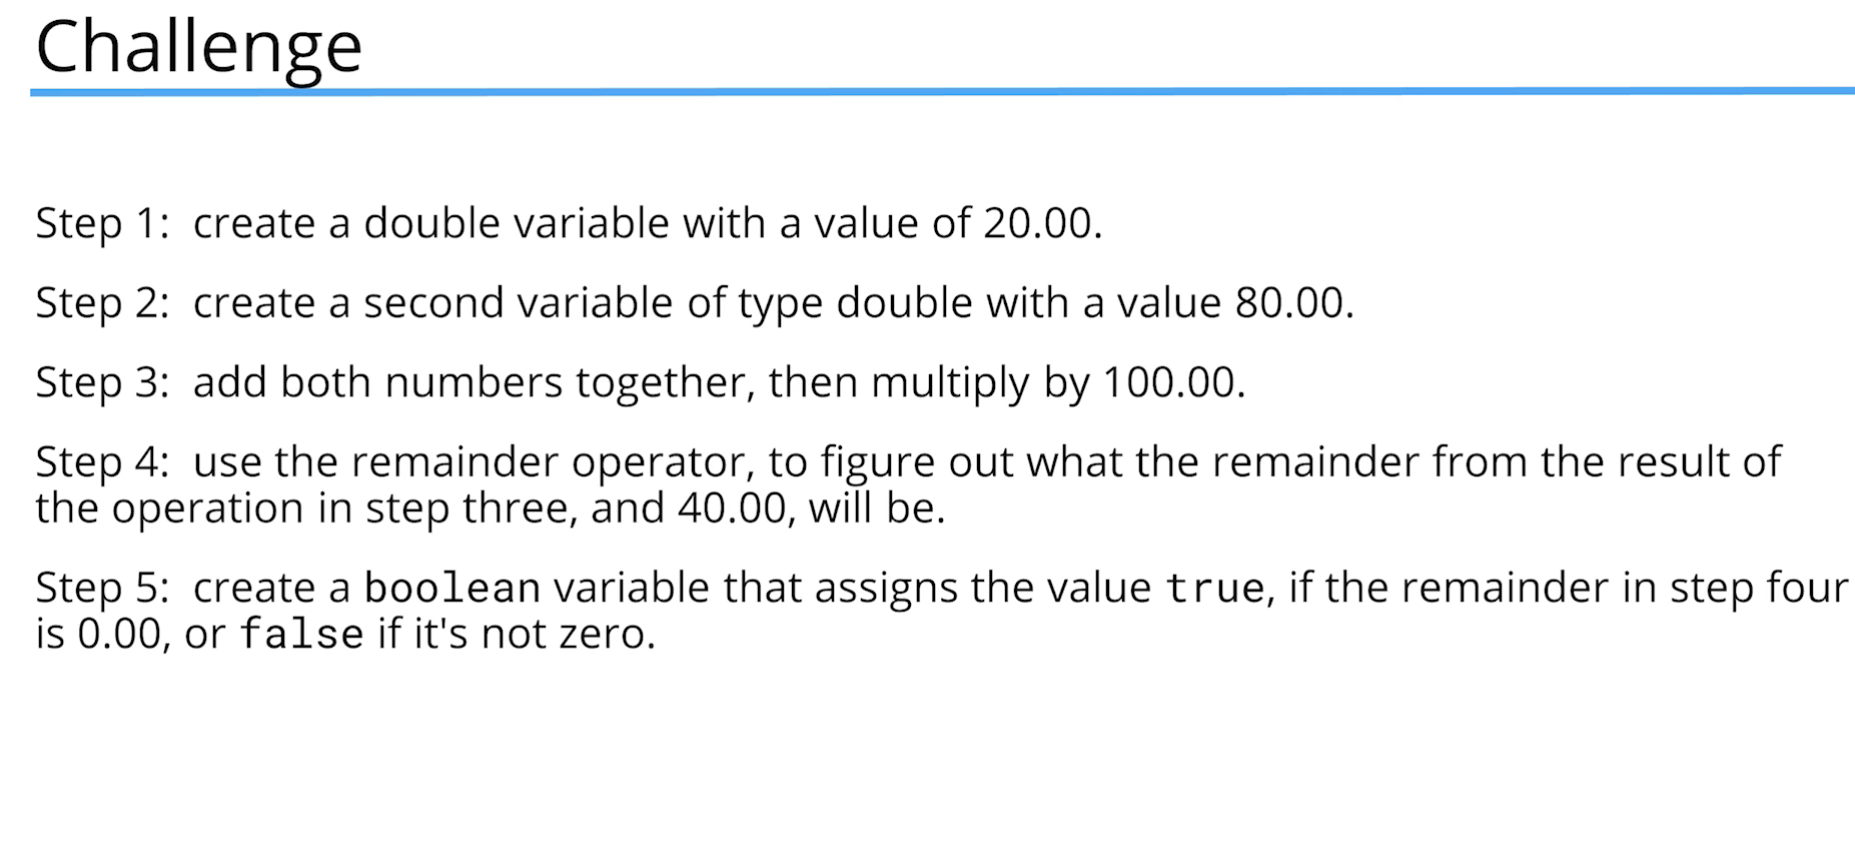 Challenge
Step 1:  create a double variable with a value of 20.00.
Step 2:  create a second variable of type double with a value 80.00.
Step 3:  add both numbers together, then multiply by 100.00.
Step 4:  use the remainder operator, to figure out what the remainder from the result of
the operation in step three, and 40.00, will be.
Step 5:  create a boolean variable that assigns the value true, if the remainder in step four
is 0.00, or false if it's not zero.